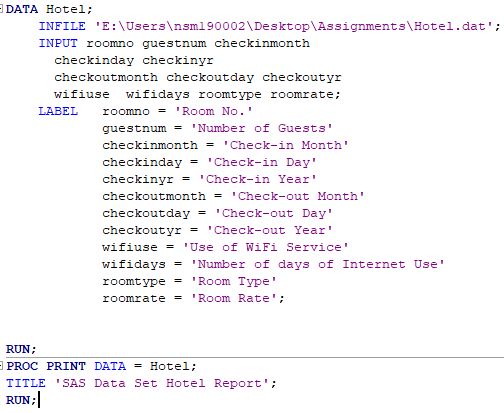 DATA Hotel;
INFILE 'E:\Users\nsm190002\Desktop\Assignments\Hotel.dat';
INPUT roomno guestnum checkinmonth
checkinday checkinyr
checkoutmonth checkoutday checkoutyr
wifiuse  wifidays roomtype roomrate;
LABEL   roomno = 'Room No.'
guestnum = 'Number of Guests'
checkinmonth = 'Check-in Month'
checkinday = 'Check-in Day'
checkinyr = 'Check-in Year'
checkoutmonth = 'Check-out Month'
checkoutday = 'Check-out Day'
checkoutyr = 'Check-out Year'
wifiuse = 'Use of WiFi Service'
wifidays = 'Number of days of Internet Use'
roomtype = 'Room Type'
roomrate = 'Room Rate';
RUN;
PROC PRINT DATA = Hotel;
TITLE 'SAS Data Set Hotel Report';
RUN;